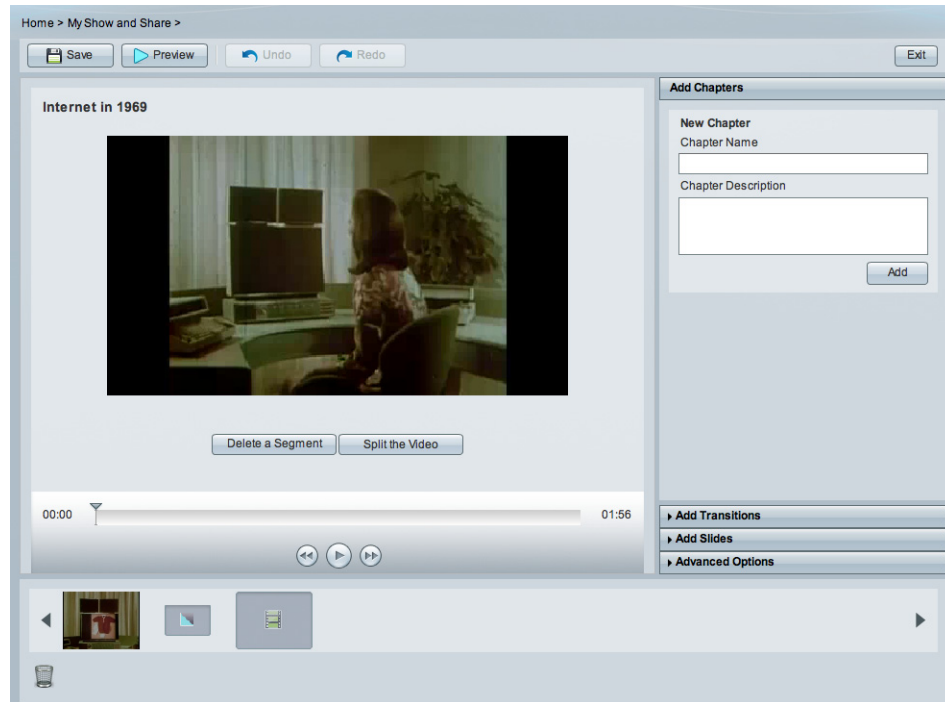 Home > My Show and Share >
Save Preview Undo Redo Exit
Internet in 1969
Delete a Segment Split the Video
00:00 01:56
Add Chapters
New Chapter
Chapter Name
Chapter Description
Add
Add Transitions
Add Slides
Advanced Options